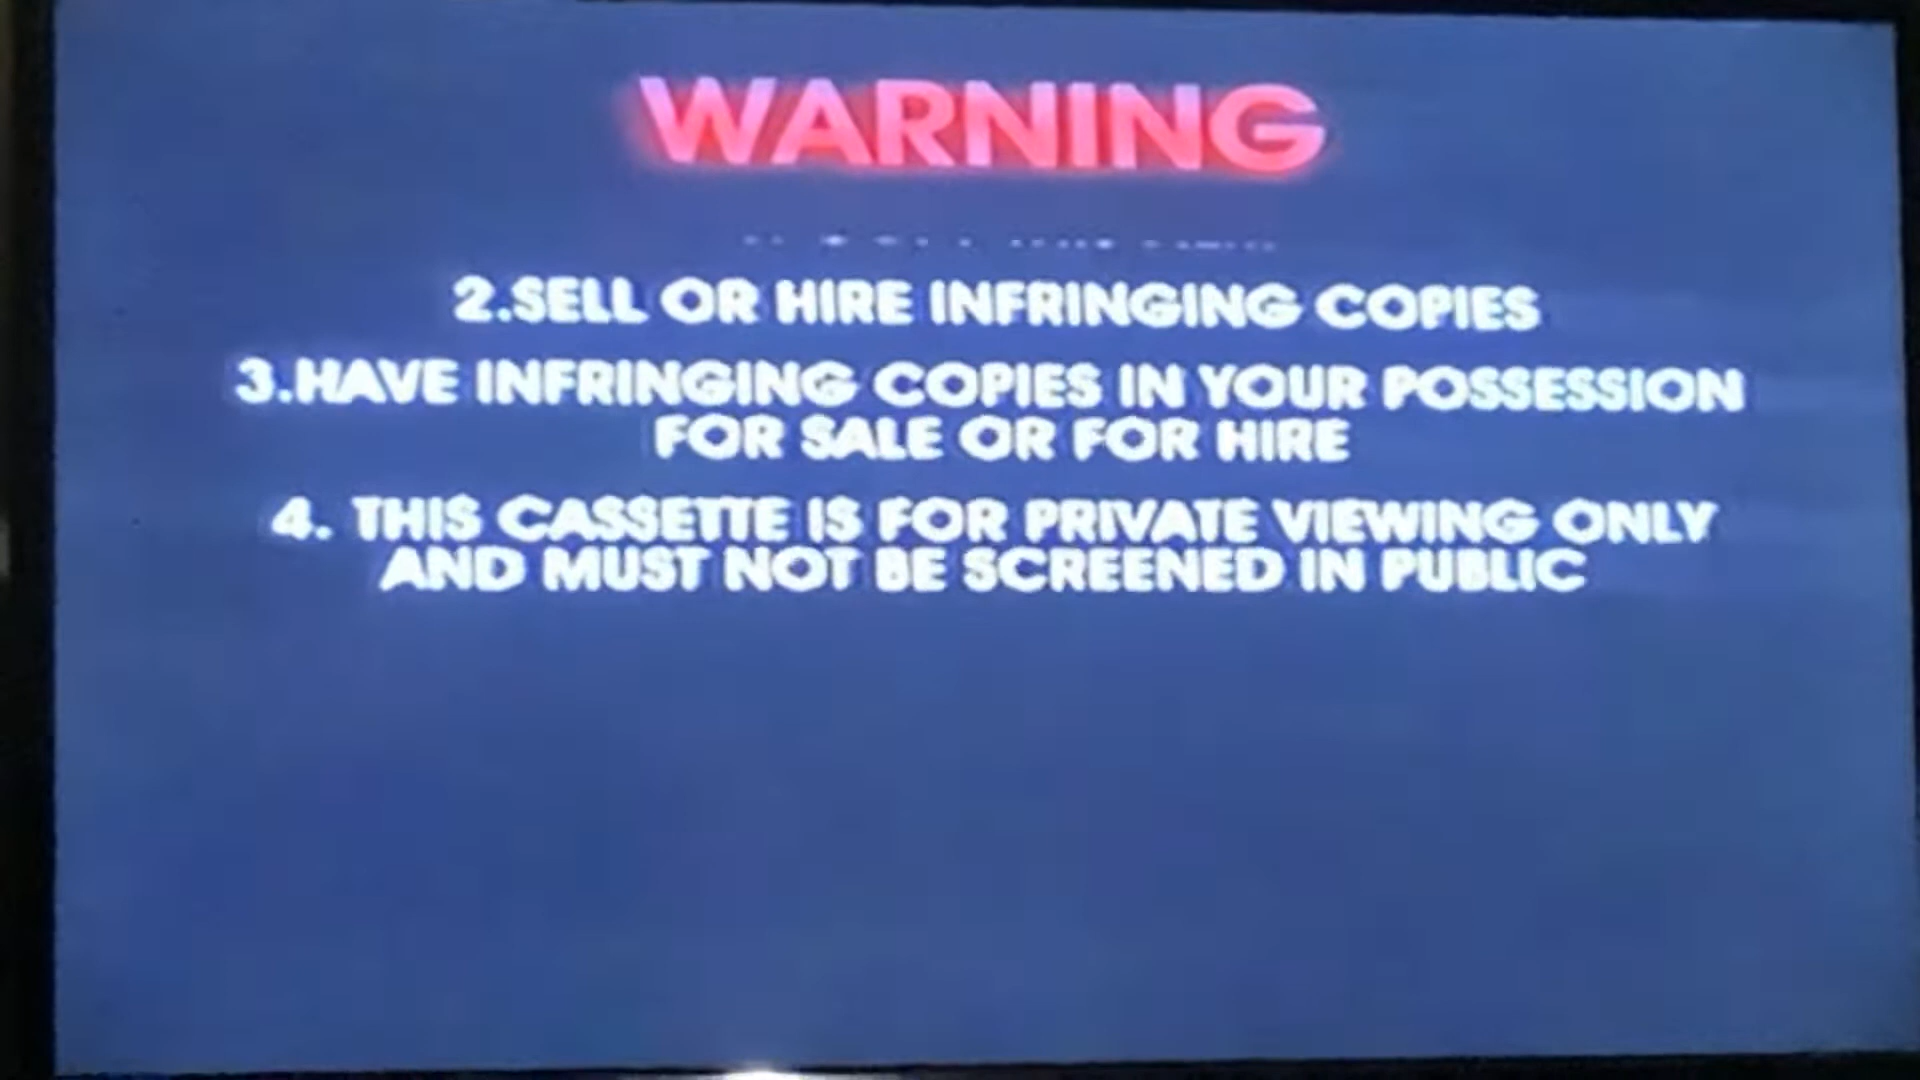 WARNING
2.SELL OR HIRE INFRINGING COPIES
3.HAVE INFRINGING COPIES IN YOUR POSSESSION
FOR SALE OR FOR HIRE
4. THIS CASSETTE IS FOR PRIVATE VIEWING ONLY
AND MUST NOT BE SCREENED IN PUBLIC